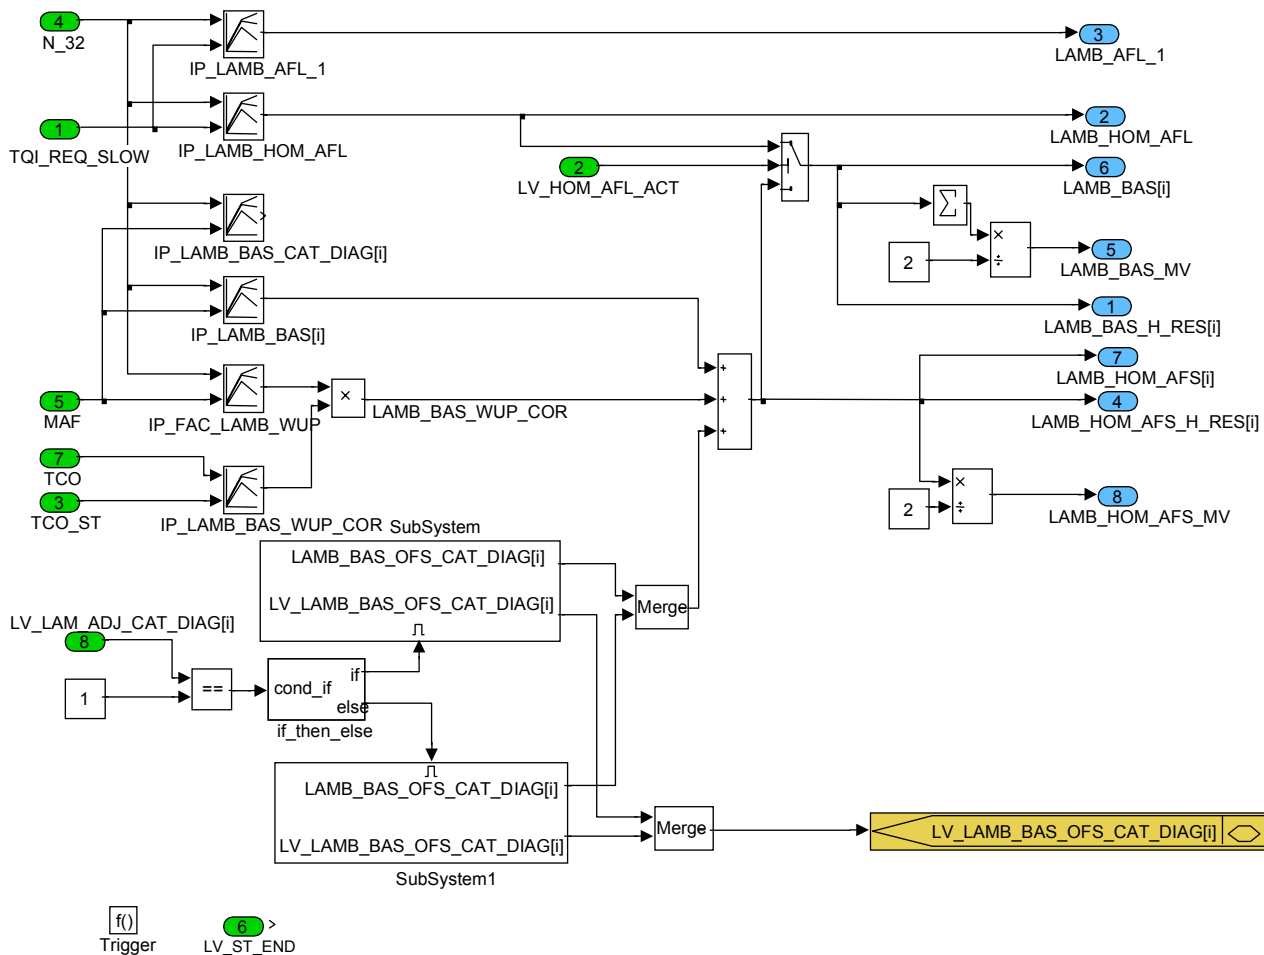 4
N_32
IP_LAMB_AFL_1
3
LAMB_AFL_1
1
TQI_REQ_SLOW
IP_LAMB_HOM_AFL
2
LAMB_HOM_AFL
2
LV_HOM_AFL_ACT
6
LAMB_BAS[i]
IP_LAMB_BAS_CAT_DIAG[i]
Σ
×
÷
2
5
LAMB_BAS_MV
IP_LAMB_BAS[i]
1
LAMB_BAS_H_RES[i]
7
LAMB_HOM_AFS[i]
+
+
+
5
MAF
IP_FAC_LAMB_WUP
×
LAMB_BAS_WUP_COR
4
LAMB_HOM_AFS_H_RES[i]
7
TCO
3
TCO_ST
IP_LAMB_BAS_WUP_COR
×
÷
2
8
LAMB_HOM_AFS_MV
SubSystem
LAMB_BAS_OFS_CAT_DIAG[i]
LV_LAMB_BAS_OFS_CAT_DIAG[i]
Merge
LV_LAM_ADJ_CAT_DIAG[i]
8
1
==
cond_if
if
else
if_then_else
LAMB_BAS_OFS_CAT_DIAG[i]
LV_LAMB_BAS_OFS_CAT_DIAG[i]
SubSystem1
Merge
LV_LAMB_BAS_OFS_CAT_DIAG[i]
f()
Trigger
6
LV_ST_END